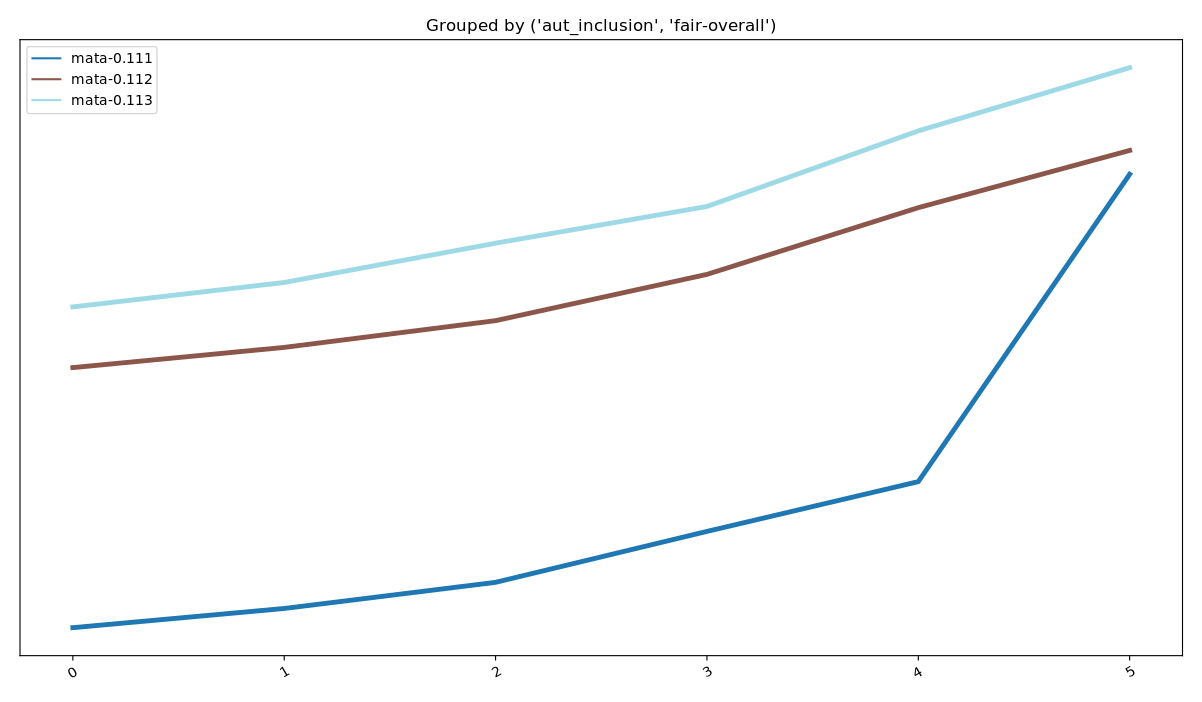 Grouped by ('aut_inclusion', 'fair-overall')
mata-0.111
mata-0.112
mata-0.113
0 1 2 3 4 5